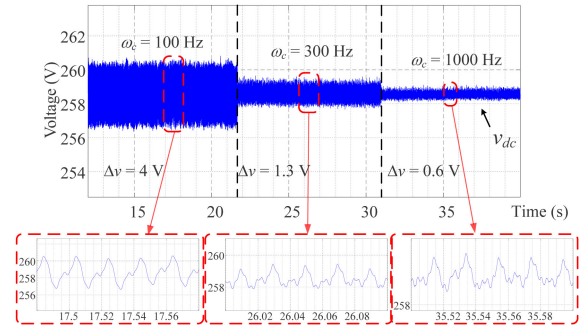 262
260
258
256
254
Voltage (V)
ω_c = 100 Hz
ω_c = 300 Hz
ω_c = 1000 Hz
v_dc
Δv = 4 V
Δv = 1.3 V
Δv = 0.6 V
15 20 25 30 35
Time (s)
260
258
256
17.5 17.52 17.54 17.56
260
258
26.02 26.04 26.06 26.08
258
35.52 35.54 35.56 35.58